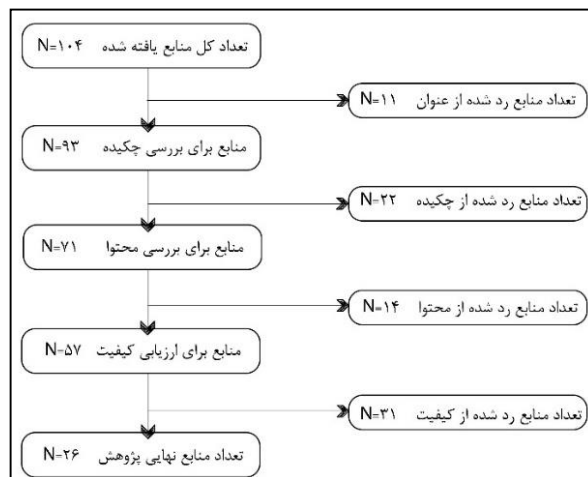 تعداد کل منابع یافته شده N=۱۰۴
تعداد منابع رد شده از عنوان N=۱۱
منابع برای بررسی چکیده N=۹۳
تعداد منابع رد شده از چکیده N=۲۲
منابع برای بررسی محتوا N=۷۱
تعداد منابع رد شده از محتوا N=۱۴
منابع برای ارزیابی کیفیت N=۵۷
تعداد منابع رد شده از کیفیت N=۳۱
تعداد منابع نهایی پژوهش N=۲۶